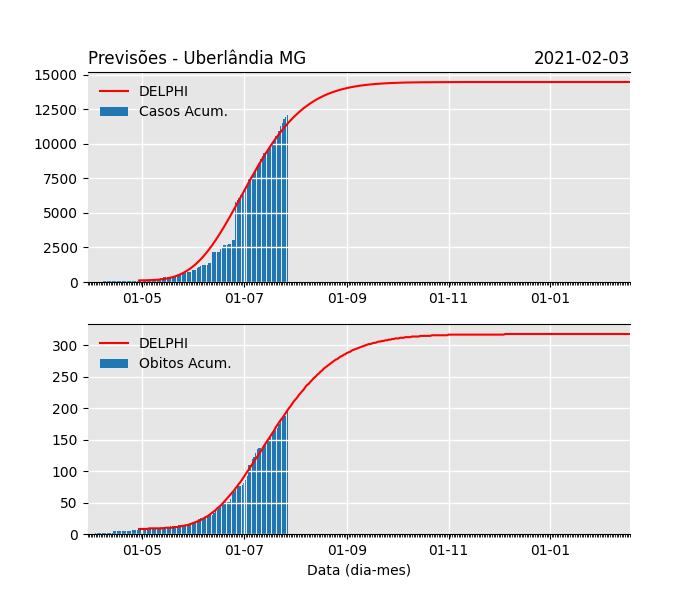 Previsões - Uberlândia MG 2021-02-03
15000
12500
10000
7500
5000
2500
0
DELPHI
Casos Acum.
01-05 01-07 01-09 01-11 01-01
300
250
200
150
100
50
0
DELPHI
Obitos Acum.
01-05 01-07 01-09 01-11 01-01
Data (dia-mes)